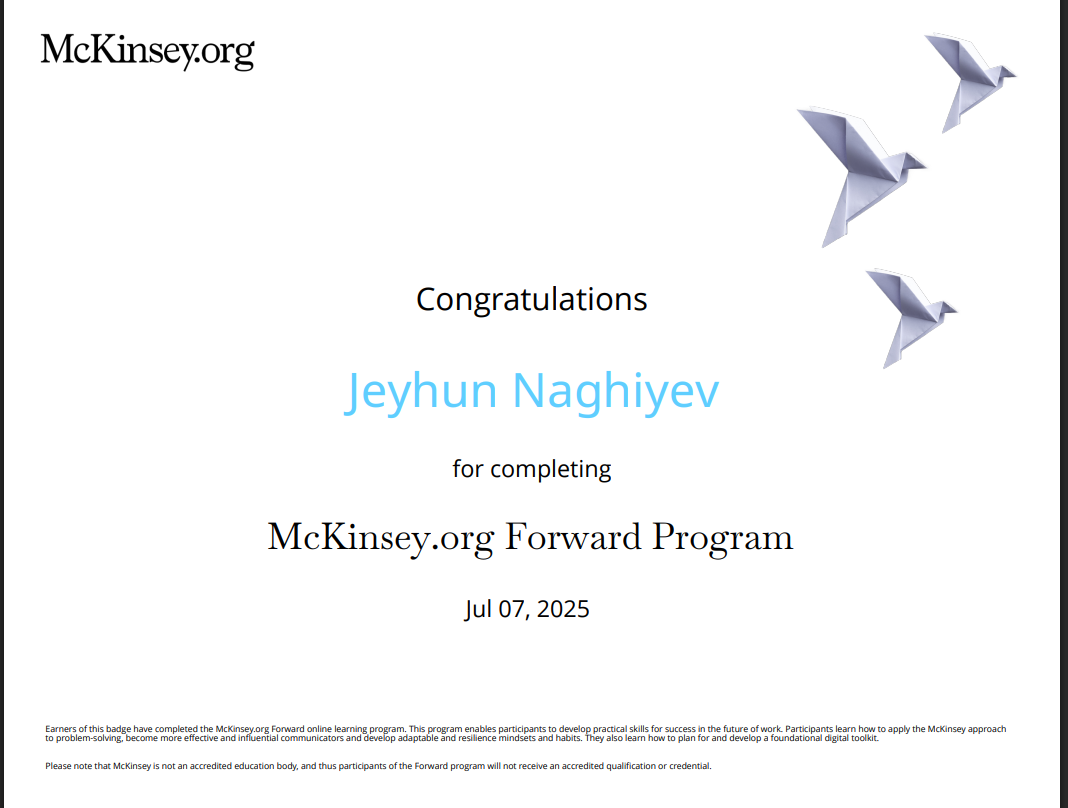 McKinsey.org
Congratulations
Jeyhun Naghiyev
for completing
McKinsey.org Forward Program
Jul 07, 2025
Earners of this badge have completed the McKinsey.org Forward online learning program. This program enables participants to develop practical skills for success in the future of work. Participants learn how to apply the McKinsey approach
to problem-solving, become more effective and influential communicators and develop adaptable and resilience mindsets and habits. They also learn how to plan for and develop a foundational digital toolkit.
Please note that McKinsey is not an accredited education body, and thus participants of the Forward program will not receive an accredited qualification or credential.